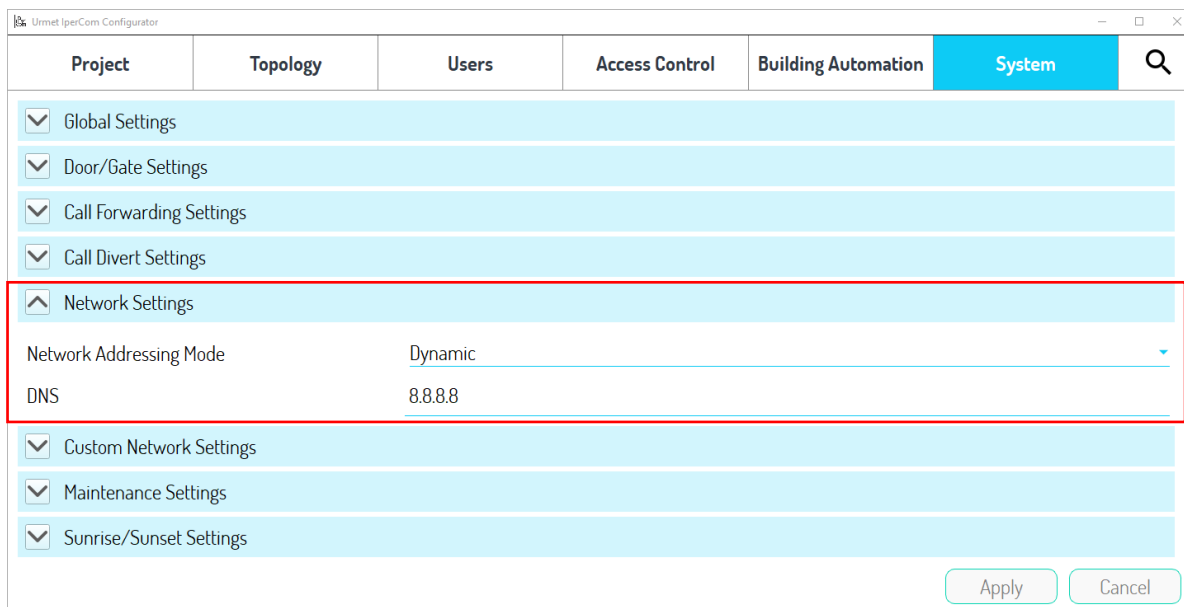 Urmet IperCom Configurator
Project Topology Users Access Control Building Automation System
Global Settings
Door/Gate Settings
Call Forwarding Settings
Call Divert Settings
Network Settings
Network Addressing Mode Dynamic
DNS 8.8.8.8
Custom Network Settings
Maintenance Settings
Sunrise/Sunset Settings
Apply Cancel